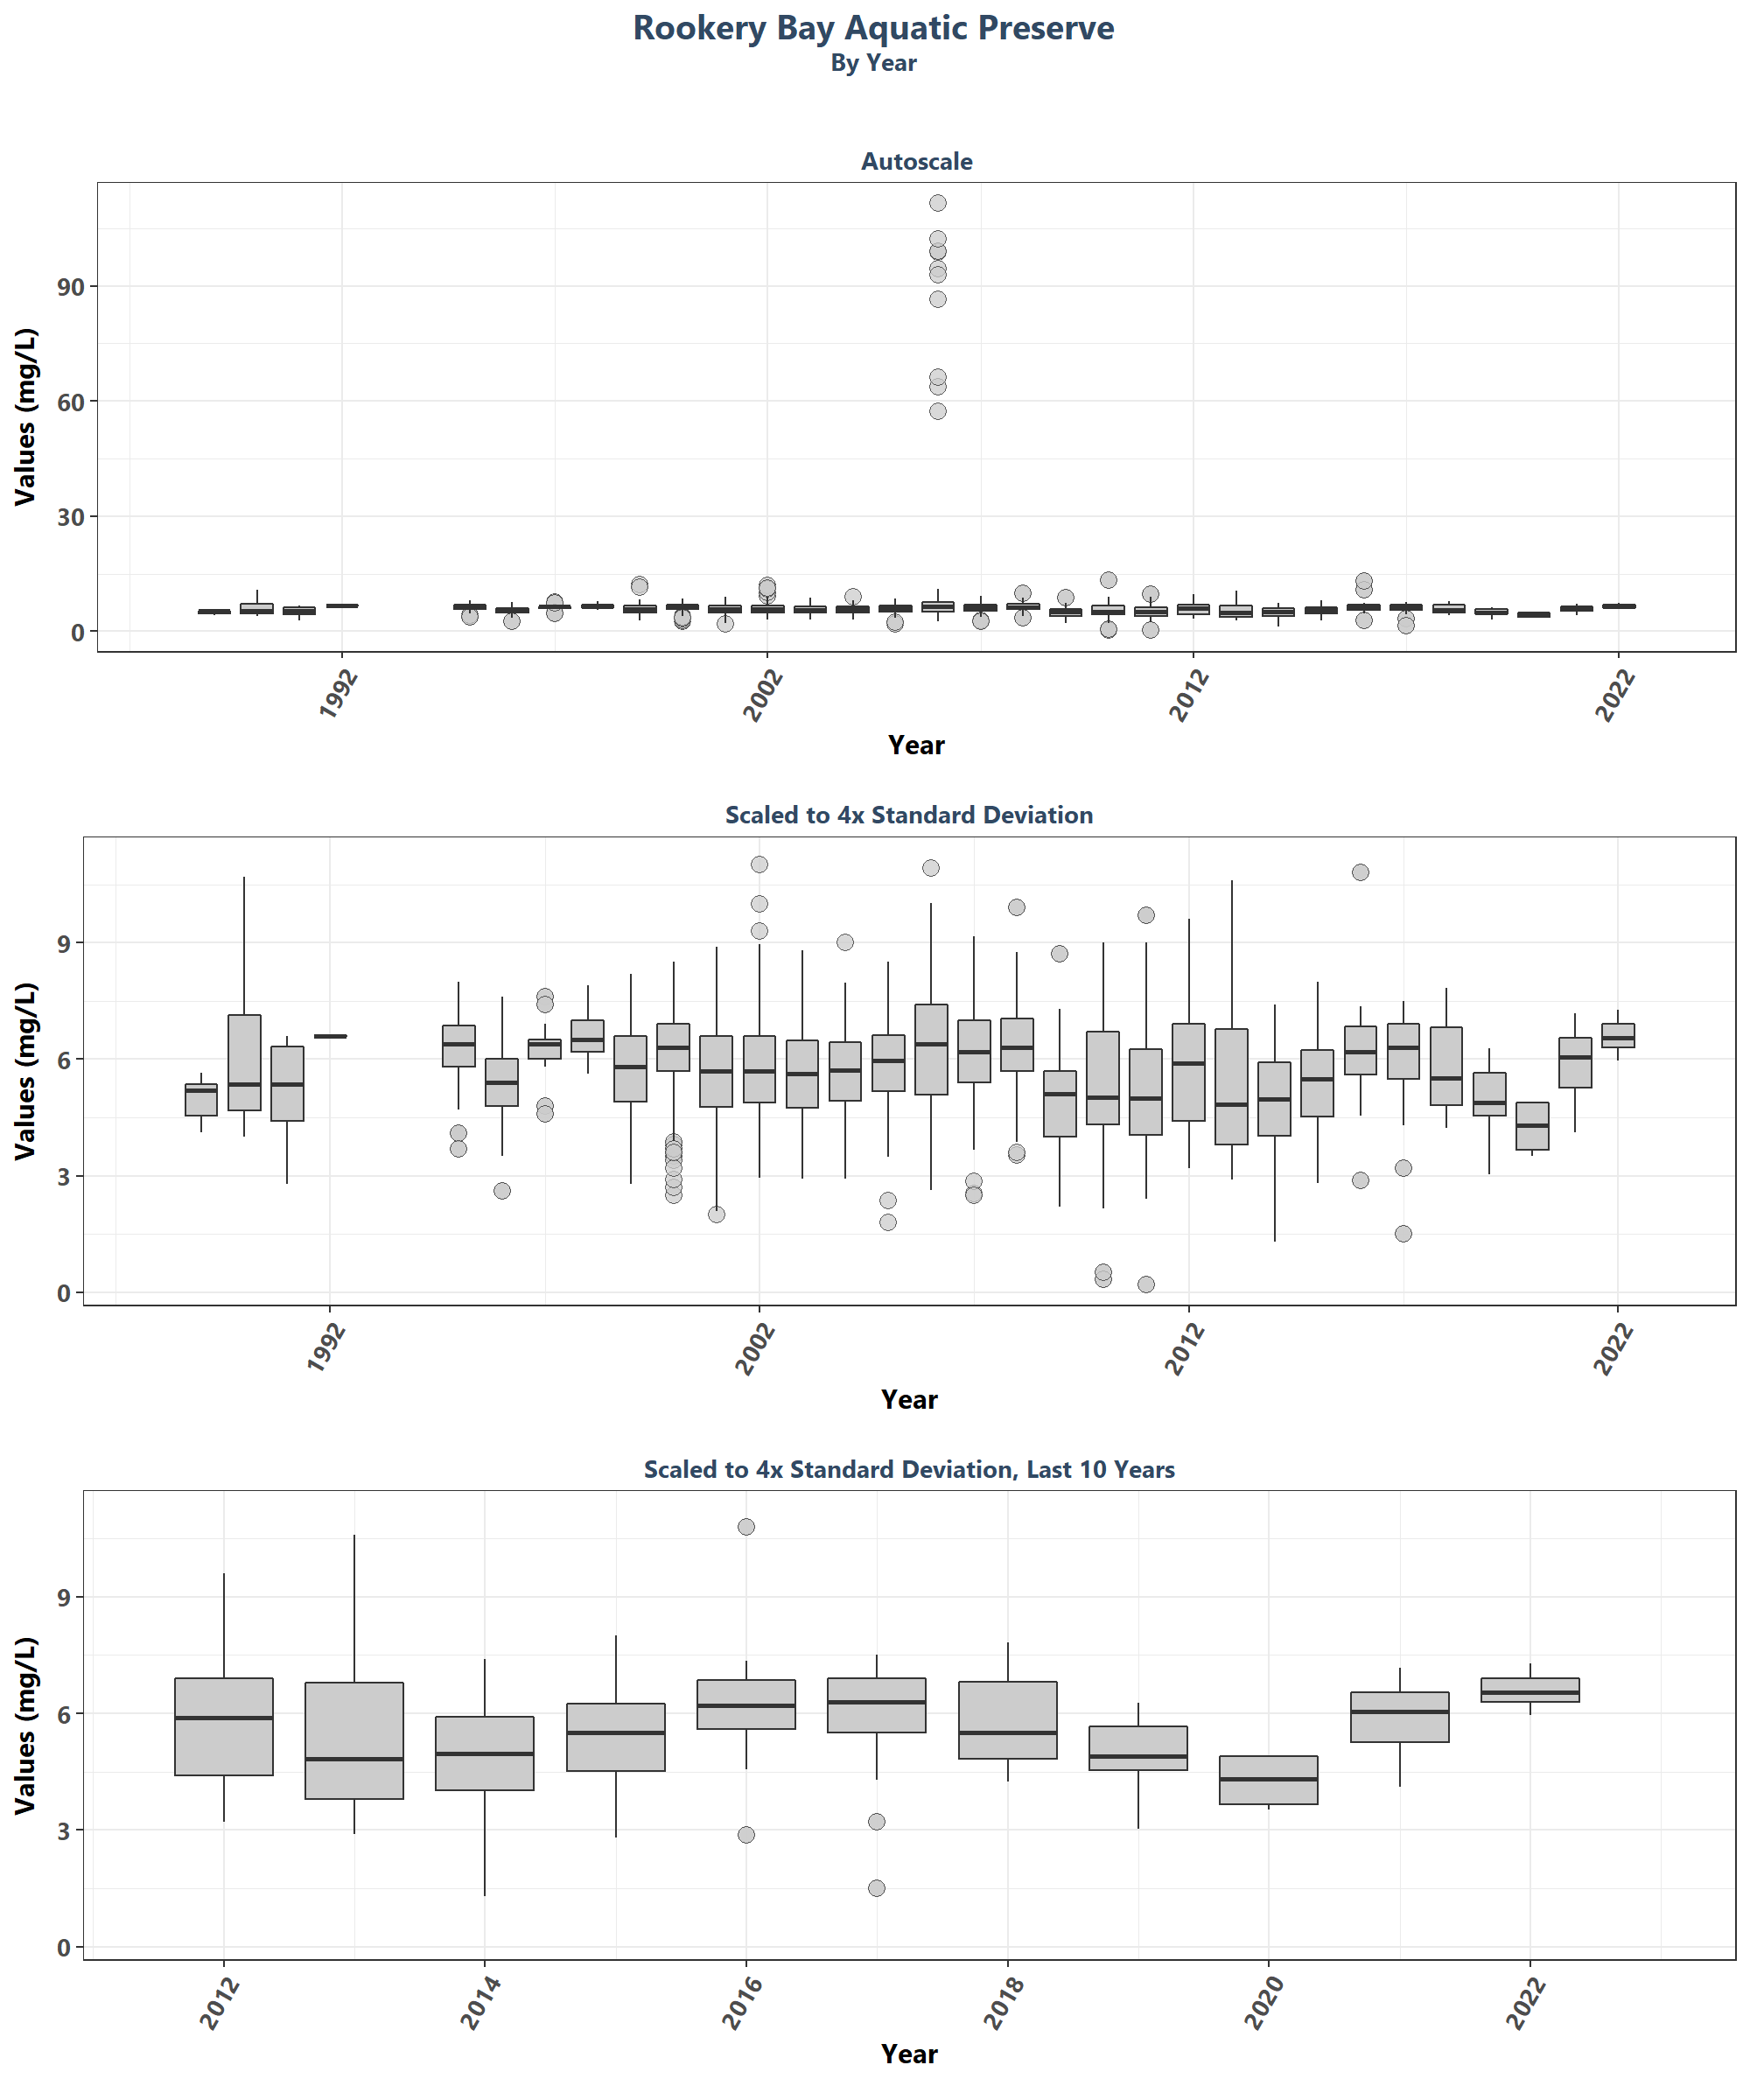 Rookery Bay Aquatic Preserve
By Year
Autoscale
Values (mg/L)
90
60
30
0
1992
2002
2012
2022
Year
Scaled to 4x Standard Deviation
Values (mg/L)
9
6
3
0
1992
2002
2012
2022
Year
Scaled to 4x Standard Deviation, Last 10 Years
Values (mg/L)
9
6
3
0
2012
2014
2016
2018
2020
2022
Year